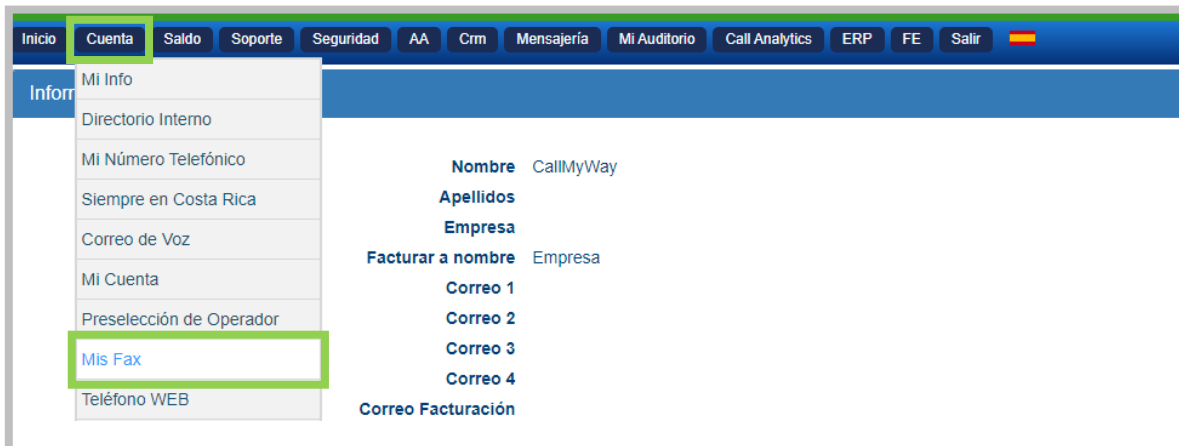 Inicio Cuenta Saldo Soporte Seguridad AA Crm Mensajería Mi Auditorio Call Analytics ERP FE Salir
Mi Info
Directorio Interno
Mi Número Telefónico
Siempre en Costa Rica
Correo de Voz
Mi Cuenta
Preselección de Operador
Mis Fax
Teléfono WEB
Inform
Nombre CallMyWay
Apellidos
Empresa
Facturar a nombre Empresa
Correo 1
Correo 2
Correo 3
Correo 4
Correo Facturación